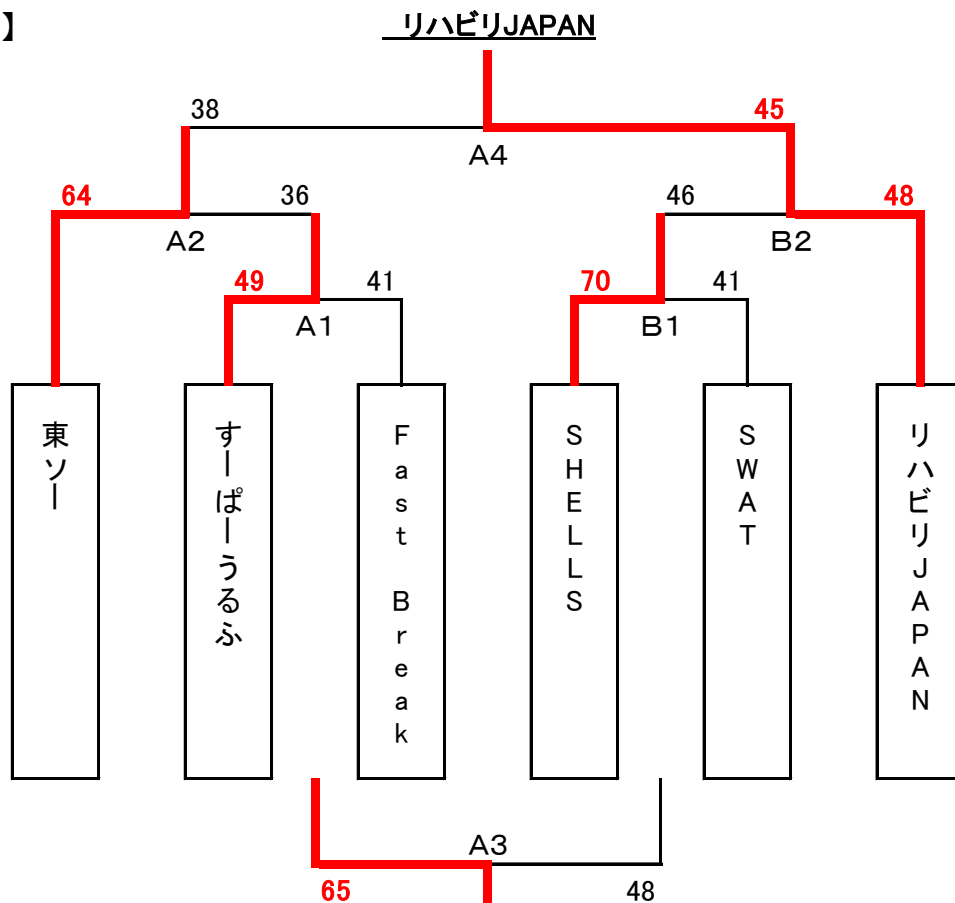 】
リハビリJAPAN
38
45
A4
64
36
46
48
A2
B2
49
41
70
41
A1
B1
東ソー
すーぱーうるふ
Fast Break
SHELLS
SWAT
リハビリJAPAN
A3
65
48